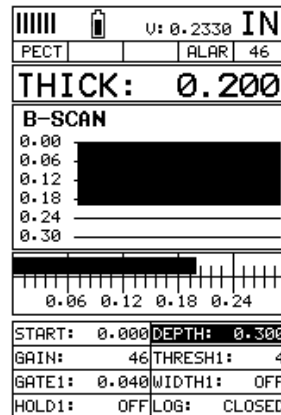 V: 0.2330 IN
PECT ALAR 46
THICK: 0.200
B-SCAN
0.00
0.06
0.12
0.18
0.24
0.30
0.06 0.12 0.18 0.24
START: 0.000 DEPTH: 0.300
GAIN: 46 THRESH1: 4
GATE1: 0.040 WIDTH1: OFF
HOLD1: OFF LOG: CLOSED